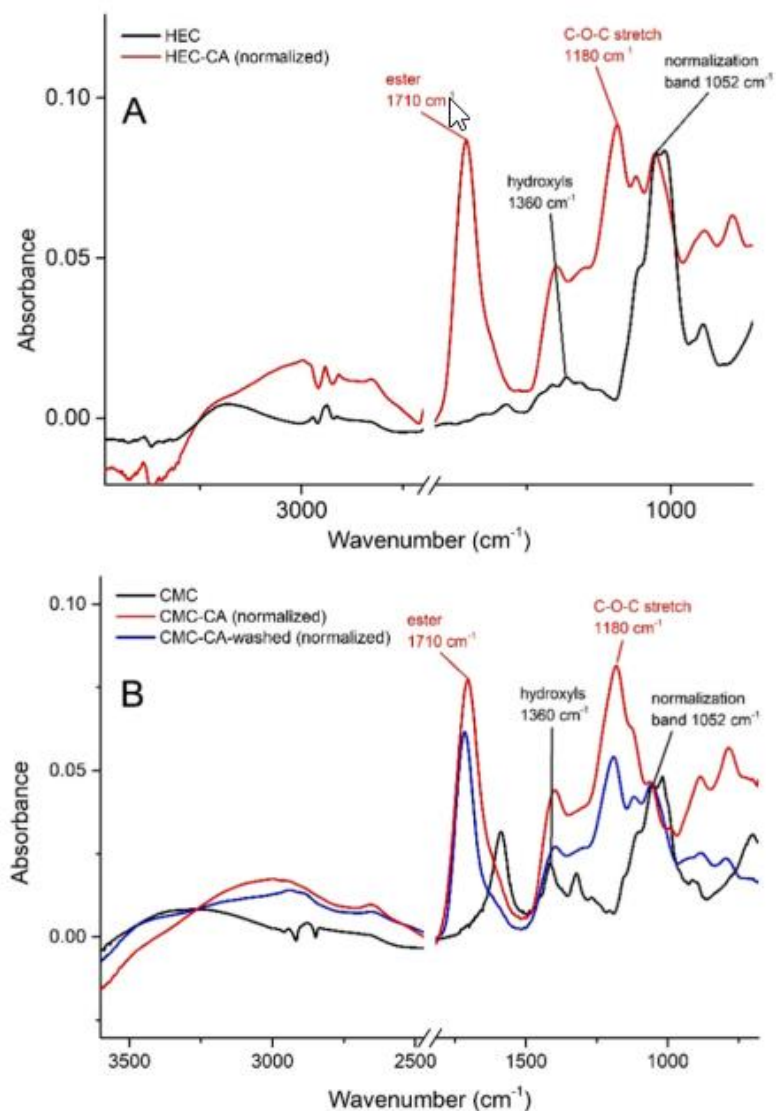 HEC
HEC-CA (normalized)
C-O-C stretch
1180 cm⁻¹
normalization
band 1052 cm⁻¹
ester
1710 cm⁻¹
A
hydroxyls
1360 cm⁻¹
0.10
0.05
0.00
Absorbance
3000
1000
Wavenumber (cm⁻¹)
CMC
CMC-CA (normalized)
CMC-CA-washed (normalized)
C-O-C stretch
1180 cm⁻¹
ester
1710 cm⁻¹
B
hydroxyls
1360 cm⁻¹
normalization
band 1052 cm⁻¹
0.10
0.05
0.00
Absorbance
3500
3000
2500
1500
1000
Wavenumber (cm⁻¹)